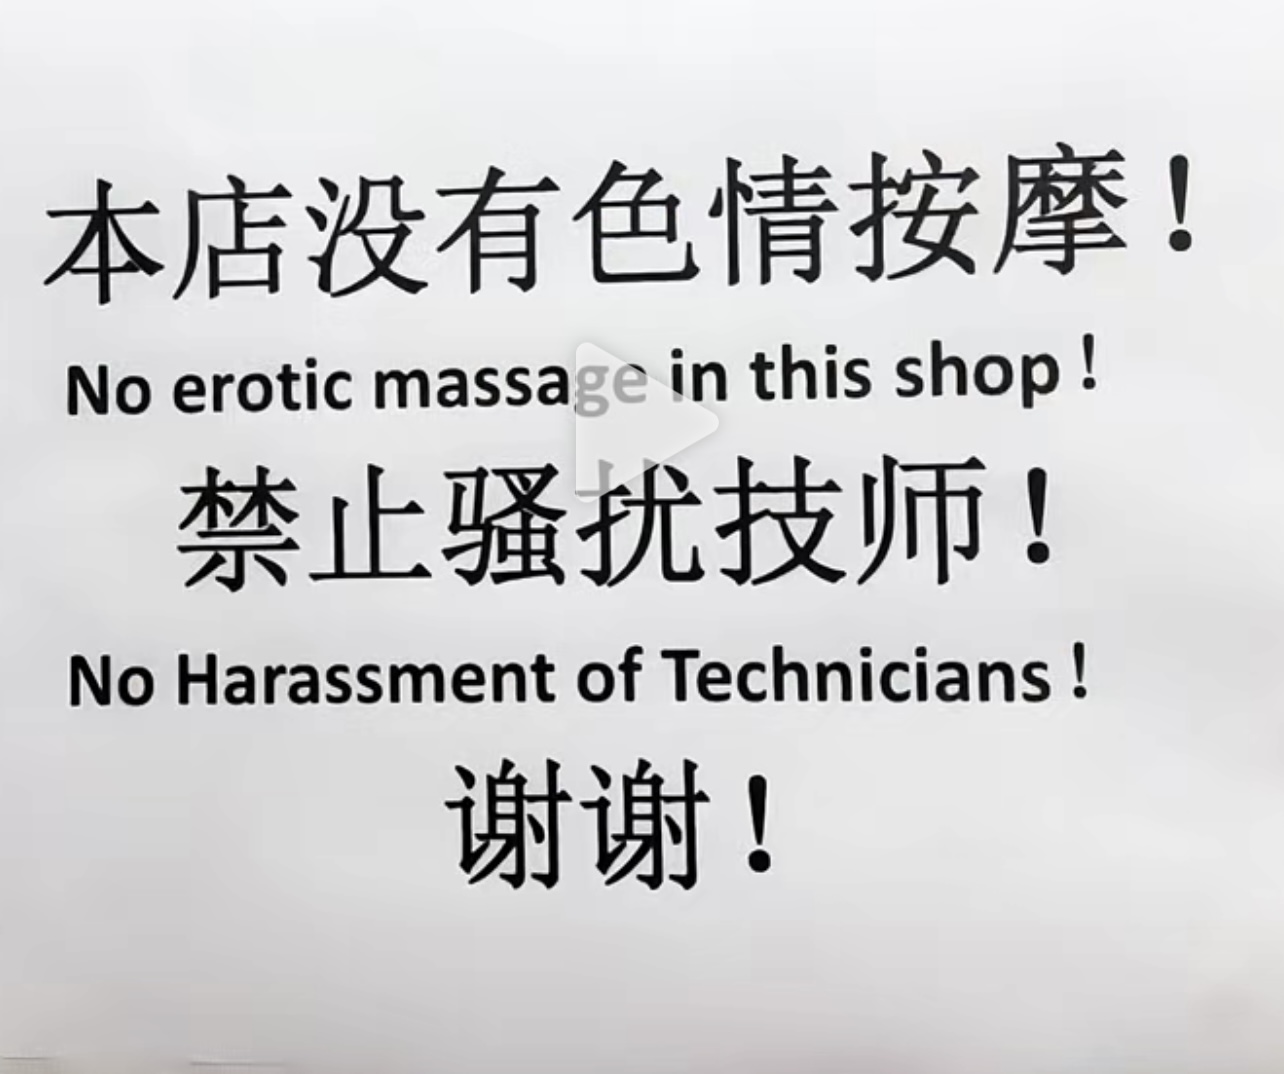 本店没有色情按摩！
No erotic massage in this shop！
禁止骚扰技师！
No Harassment of Technicians！
谢谢！